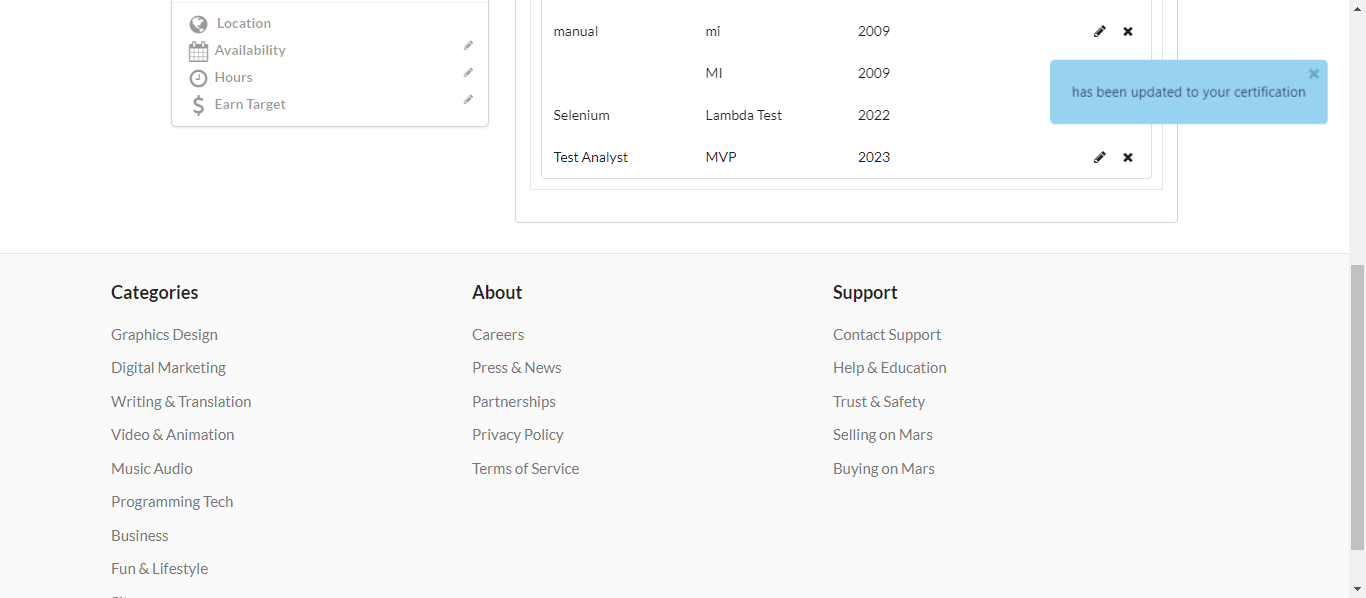 Location
Availability
Hours
Earn Target
manual mi 2009
MI 2009
Selenium Lambda Test 2022
Test Analyst MVP 2023
has been updated to your certification
Categories
Graphics Design
Digital Marketing
Writing & Translation
Video & Animation
Music Audio
Programming Tech
Business
Fun & Lifestyle
About
Careers
Press & News
Partnerships
Privacy Policy
Terms of Service
Support
Contact Support
Help & Education
Trust & Safety
Selling on Mars
Buying on Mars